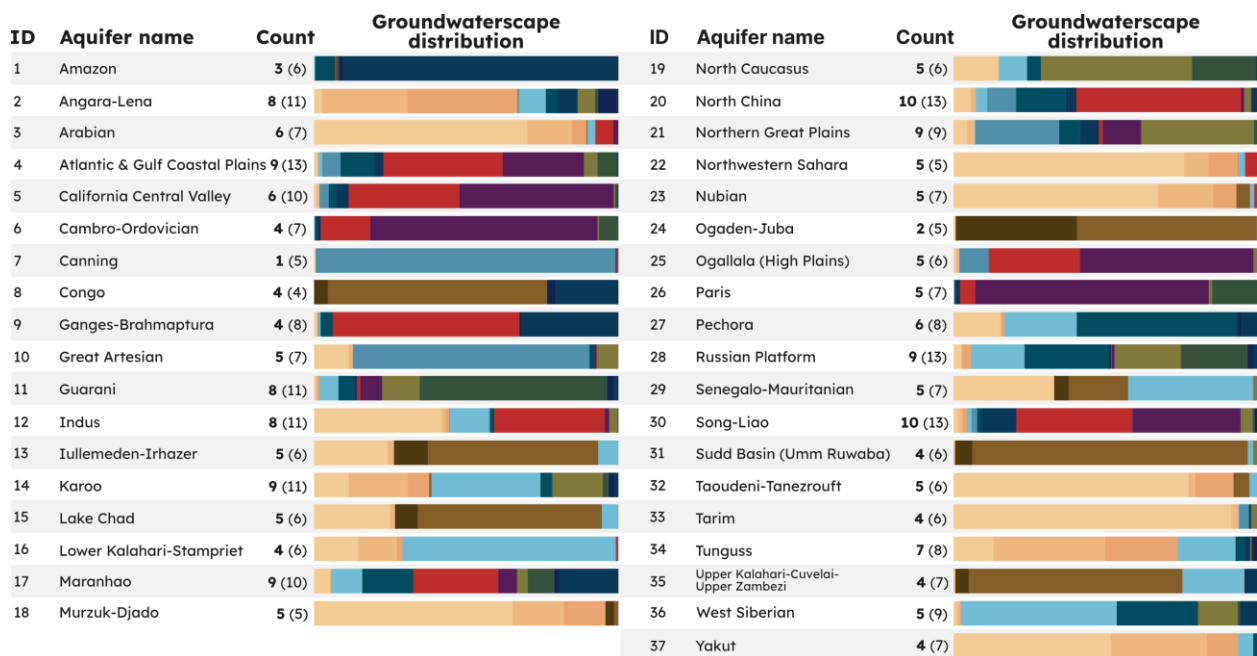 ID Aquifer name Count Groundwaterscape distribution
1 Amazon 3 (6)
2 Angara-Lena 8 (11)
3 Arabian 6 (7)
4 Atlantic & Gulf Coastal Plains 9 (13)
5 California Central Valley 6 (10)
6 Cambro-Ordovician 4 (7)
7 Canning 1 (5)
8 Congo 4 (4)
9 Ganges-Brahmaptura 4 (8)
10 Great Artesian 5 (7)
11 Guarani 8 (11)
12 Indus 8 (11)
13 Iullemeden-Irhazer 5 (6)
14 Karoo 9 (11)
15 Lake Chad 5 (6)
16 Lower Kalahari-Stampriet 4 (6)
17 Maranhao 9 (10)
18 Murzuk-Djado 5 (5)
ID Aquifer name Count Groundwaterscape distribution
19 North Caucasus 5 (6)
20 North China 10 (13)
21 Northern Great Plains 9 (9)
22 Northwestern Sahara 5 (5)
23 Nubian 5 (7)
24 Ogaden-Juba 2 (5)
25 Ogallala (High Plains) 5 (6)
26 Paris 5 (7)
27 Pechora 6 (8)
28 Russian Platform 9 (13)
29 Senegalo-Mauritanian 5 (7)
30 Song-Liao 10 (13)
31 Sudd Basin (Umm Ruwaba) 4 (6)
32 Taoudeni-Tanezrouft 5 (6)
33 Tarim 4 (6)
34 Tunguss 7 (8)
35 Upper Kalahari-Cuvelai-
Upper Zambezi 4 (7)
36 West Siberian 5 (9)
37 Yakut 4 (7)